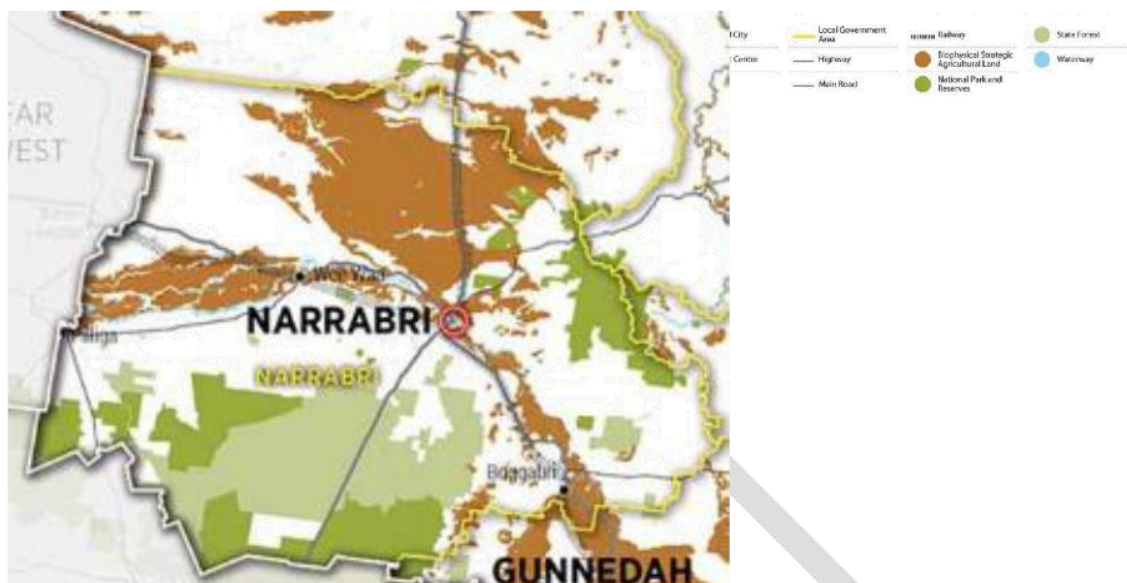 FAR
WEST
Wee Waa
NARRABRI
NARRABRI
Boggabri
GUNNEDAH
City
Centre
Local Government
Area
Highway
Main Road
Railway
Biophysical Strategic
Agricultural Land
National Park and
Reserves
State Forest
Waterway